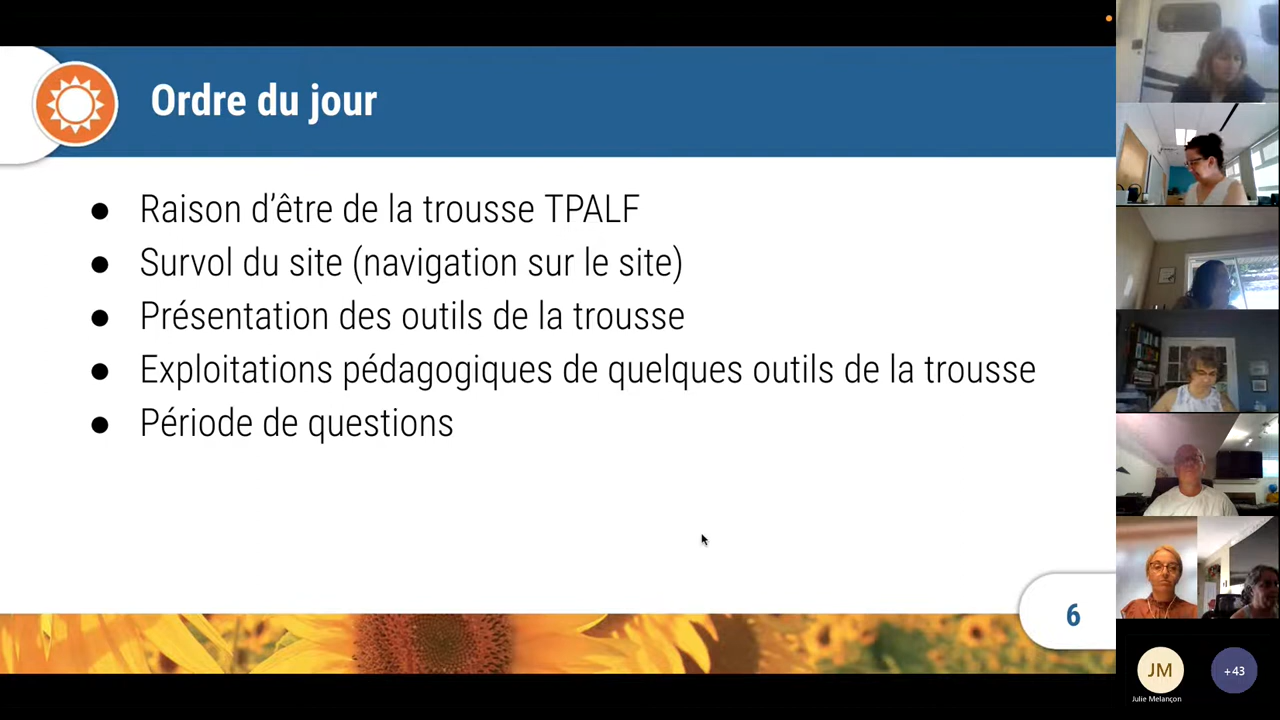 Ordre du jour
● Raison d’être de la trousse TPALF
● Survol du site (navigation sur le site)
● Présentation des outils de la trousse
● Exploitations pédagogiques de quelques outils de la trousse
● Période de questions
6
JM
+43
Julie Melançon